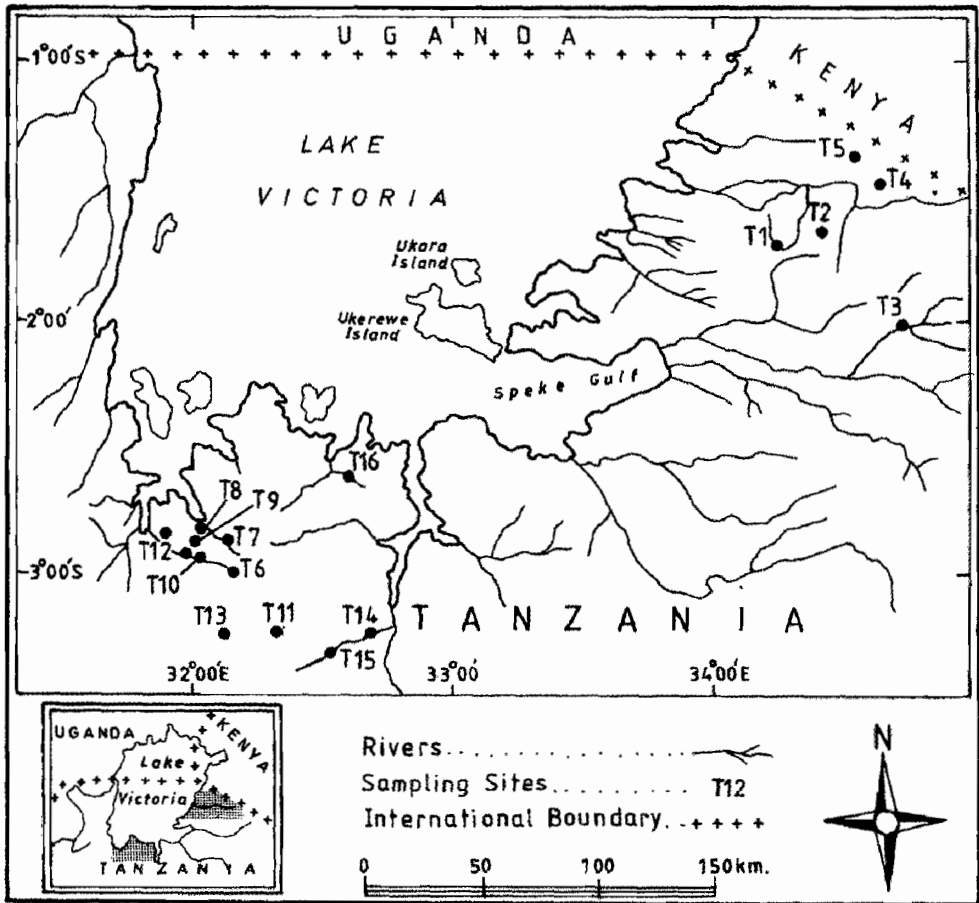 UGANDA
1°00'S
KENYA
LAKE
VICTORIA
T5
T4
T2
T1
Ukara
Island
2°00'
Ukerewe
Island
T3
Speke Gulf
T16
T8
T9
T12
T7
T10
T6
3°00'S
T13
T11
T14
TANZANIA
T15
32°00'E
33°00'
34°00'E
UGANDA
KENYA
Lake
Victoria
TANZANIA
Rivers
Sampling Sites T12
International Boundary
N
0 50 100 150km.